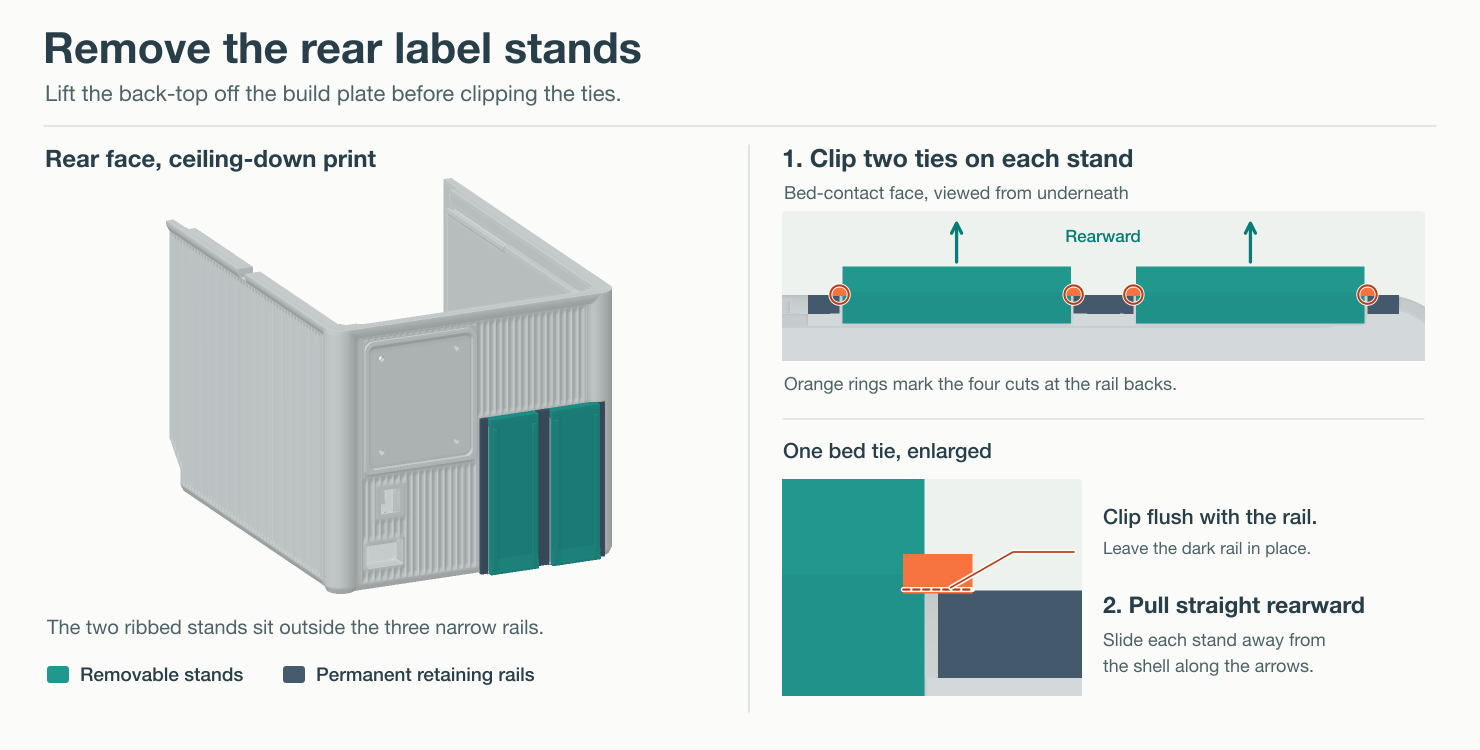 Remove the rear label stands
Lift the back-top off the build plate before clipping the ties.
Rear face, ceiling-down print
The two ribbed stands sit outside the three narrow rails.
Removable stands
Permanent retaining rails
1. Clip two ties on each stand
Bed-contact face, viewed from underneath
Rearward
Orange rings mark the four cuts at the rail backs.
One bed tie, enlarged
Clip flush with the rail.
Leave the dark rail in place.
2. Pull straight rearward
Slide each stand away from
the shell along the arrows.